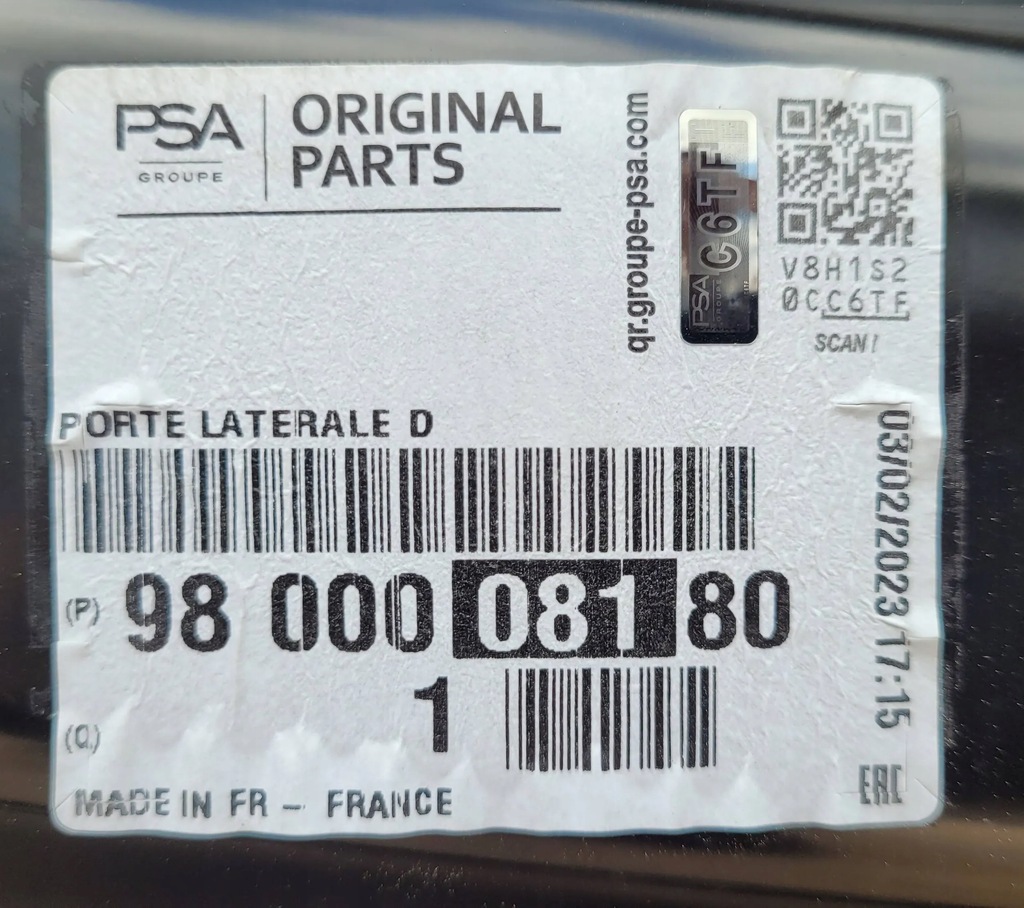 PSA
GROUPE
ORIGINAL
PARTS
qr.groupe-psa.com
PSA
GROUPE
C6TF
V8H1S2
0CC6TF
SCAN!
PORTE LATERALE D
(P) 98 000 081 80
(Q) 1
03/02/2023 17:15
EAC
MADE IN FR - FRANCE